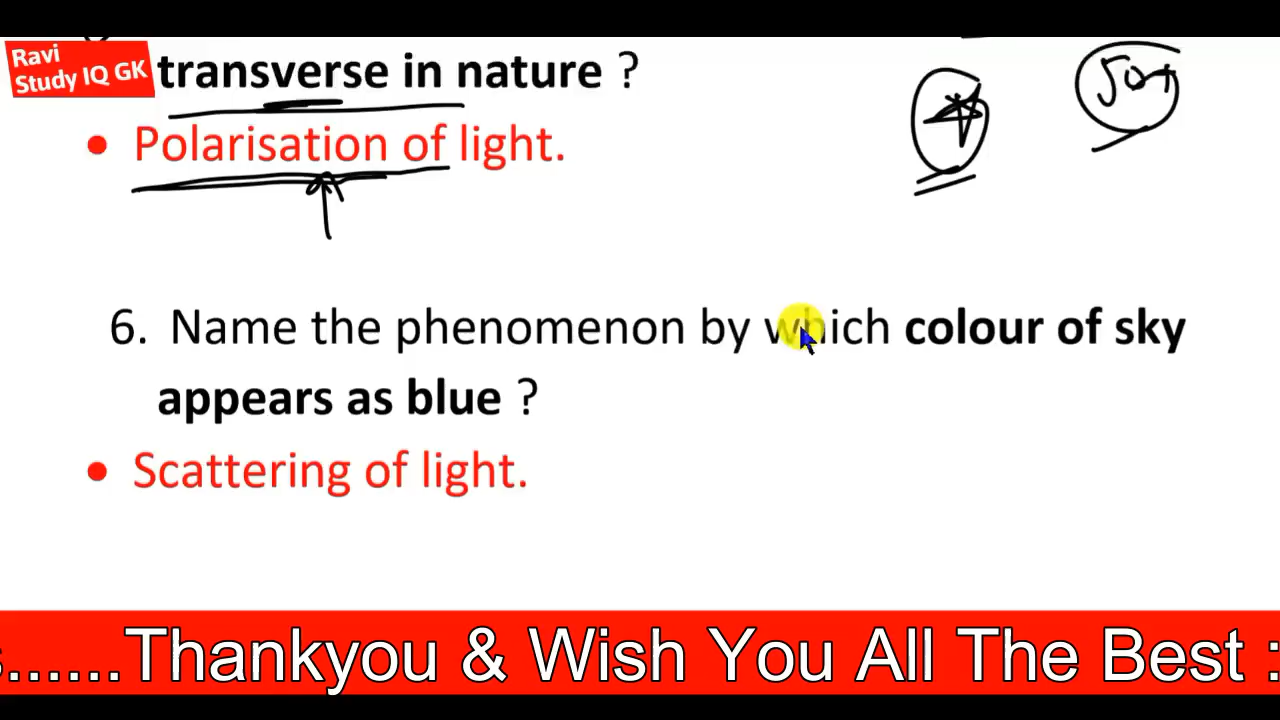 Ravi
Study IQ GK
transverse in nature ?
• Polarisation of light.
6. Name the phenomenon by which colour of sky
appears as blue ?
• Scattering of light.
s......Thankyou & Wish You All The Best :